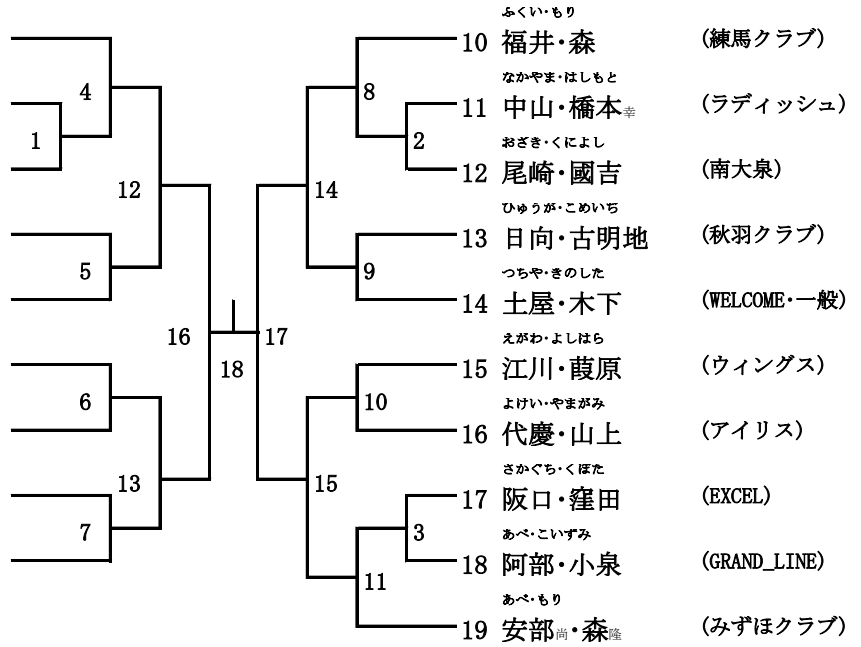 ふくい・もり
10 福井・森 (練馬クラブ)
4 8
なかやま・はしもと
11 中山・橋本幸 (ラディッシュ)
1 2
おざき・くによし
12 尾崎・國吉 (南大泉)
12 14
ひゅうが・こめいち
13 日向・古明地 (秋羽クラブ)
5 9
つちや・きのした
14 土屋・木下 (WELCOME・一般)
16 17
えがわ・よしはら
18
15 江川・葭原 (ウィングス)
6 10
よけい・やまがみ
16 代慶・山上 (アイリス)
さかぐち・くぼた
13 15
17 阪口・窪田 (EXCEL)
7 3
あべ・こいずみ
18 阿部・小泉 (GRAND_LINE)
11
あべ・もり
19 安部尚・森隆 (みずほクラブ)